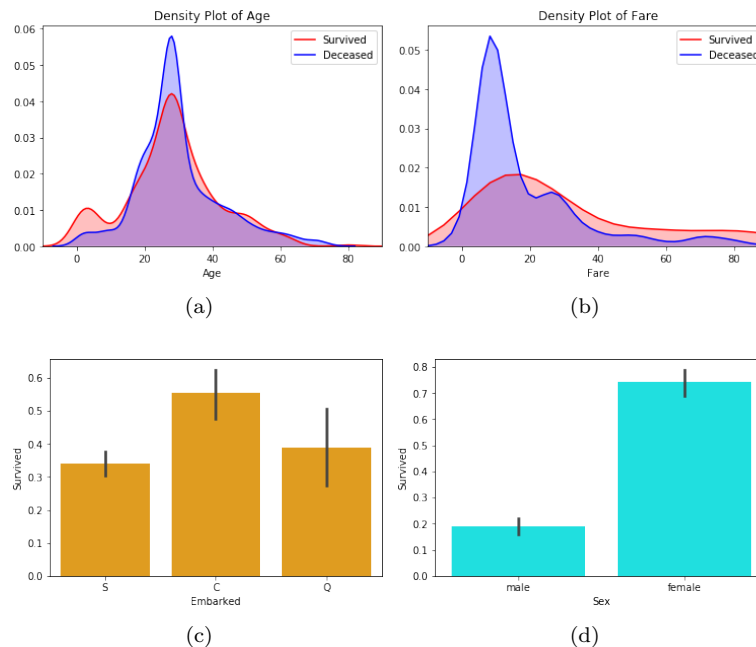 Density Plot of Age
Survived
Deceased
0.06
0.05
0.04
0.03
0.02
0.01
0.00
0 20 40 60 80
Age
(a)
Density Plot of Fare
Survived
Deceased
0.05
0.04
0.03
0.02
0.01
0.00
0 20 40 60 80
Fare
(b)
0.6
0.5
0.4
0.3
0.2
0.1
0.0
Survived
S C Q
Embarked
(c)
0.8
0.7
0.6
0.5
0.4
0.3
0.2
0.1
0.0
Survived
male female
Sex
(d)